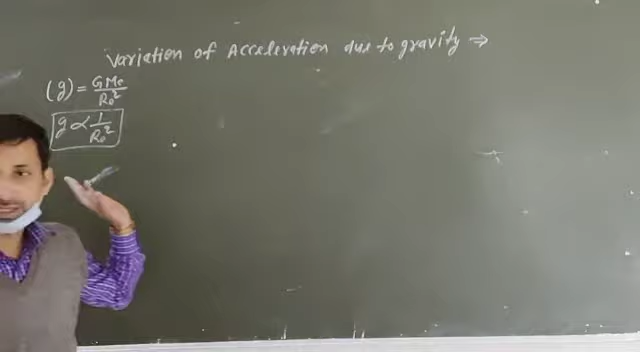 Variation of Acceleration due to gravity ⇒
(g) = GMe/Re²
g ∝ 1/Re²